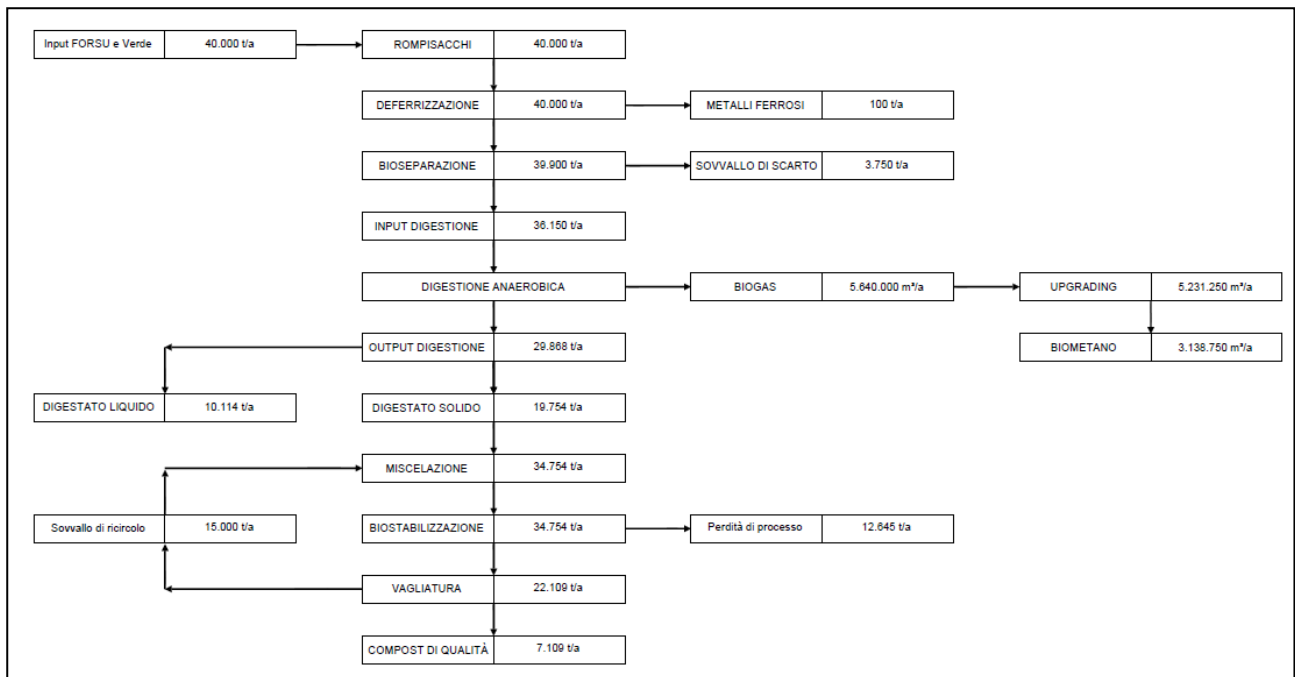 Input FORSU e Verde 40.000 t/a ROMPISACCHI 40.000 t/a
DEFERRIZZAZIONE 40.000 t/a METALLI FERROSI 100 t/a
BIOSEPARAZIONE 39.900 t/a SOVVALLO DI SCARTO 3.750 t/a
INPUT DIGESTIONE 36.150 t/a
DIGESTIONE ANAEROBICA BIOGAS 5.640.000 m³/a UPGRADING 5.231.250 m³/a
OUTPUT DIGESTIONE 29.868 t/a BIOMETANO 3.138.750 m³/a
DIGESTATO LIQUIDO 10.114 t/a DIGESTATO SOLIDO 19.754 t/a
MISCELAZIONE 34.754 t/a
Sovvallo di ricircolo 15.000 t/a BIOSTABILIZZAZIONE 34.754 t/a Perdità di processo 12.645 t/a
VAGLIATURA 22.109 t/a
COMPOST DI QUALITÀ 7.109 t/a